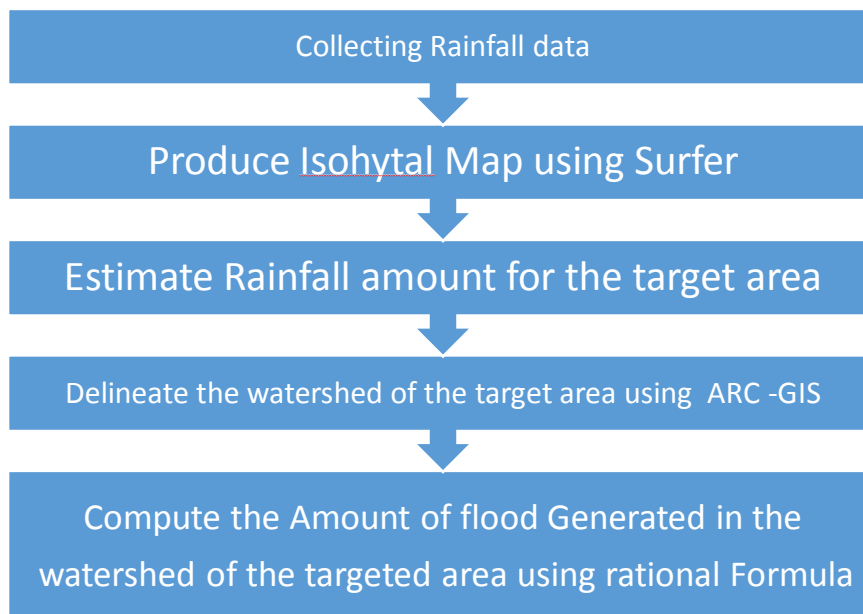 Collecting Rainfall data
Produce Isohytal Map using Surfer
Estimate Rainfall amount for the target area
Delineate the watershed of the target area using ARC -GIS
Compute the Amount of flood Generated in the
watershed of the targeted area using rational Formula